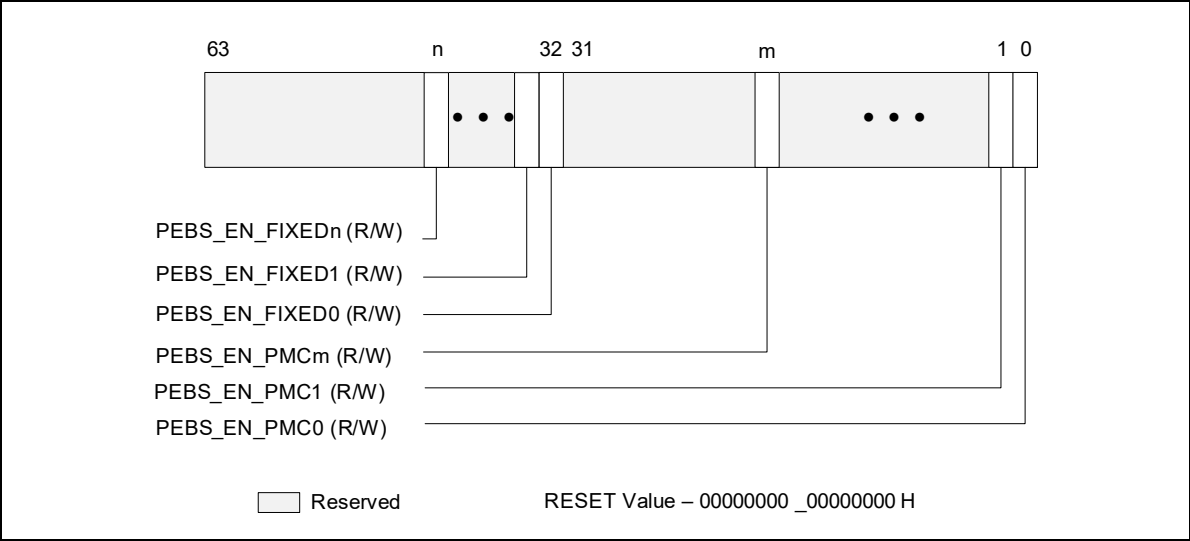 63 n 32 31 m 1 0
PEBS_EN_FIXEDn (R/W)
PEBS_EN_FIXED1 (R/W)
PEBS_EN_FIXED0 (R/W)
PEBS_EN_PMCm (R/W)
PEBS_EN_PMC1 (R/W)
PEBS_EN_PMC0 (R/W)
Reserved RESET Value – 00000000 _00000000 H